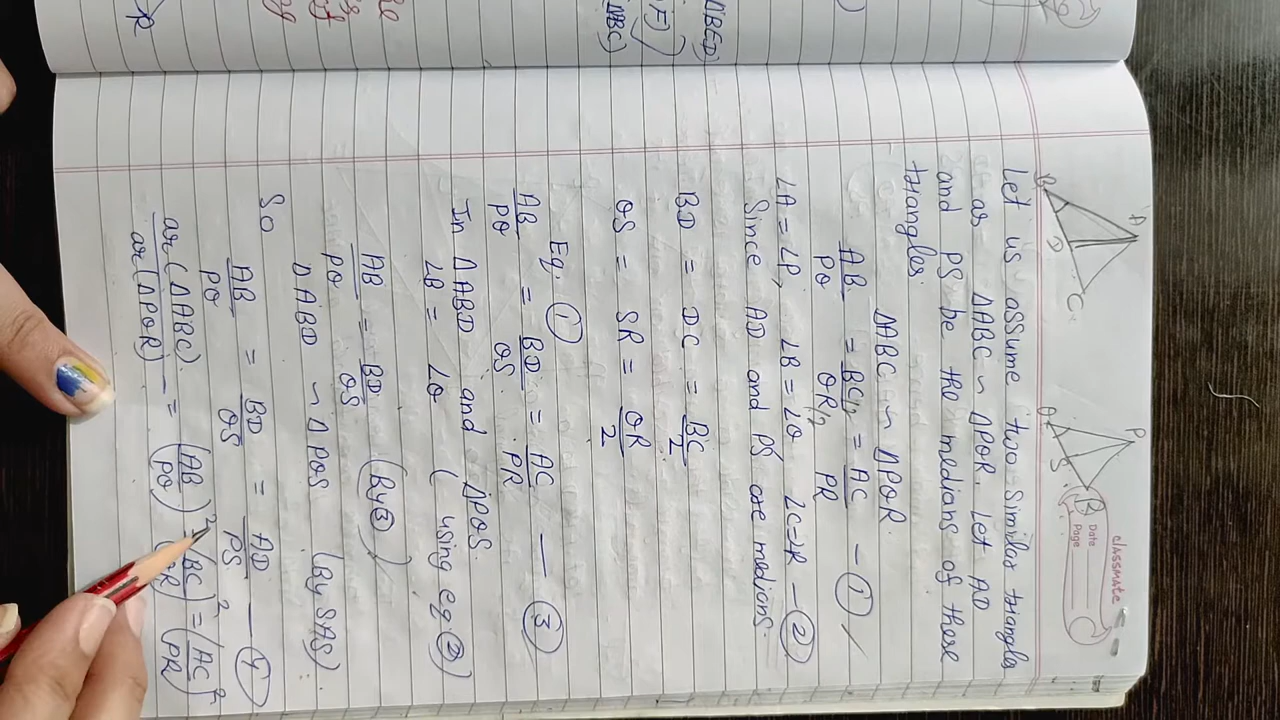 classmate
Date
Page
A
B
D
C
P
Q
S
R
Let us assume two similar triangles
as ΔABC ~ ΔPQR. Let AD
and PS be the medians of these
triangles.
ΔABC ~ ΔPQR
AB/PQ = BC/QR = AC/PR — ①
∠A = ∠P, ∠B = ∠Q ∠C=∠R — ②
Since AD and PS are medians.
BD = DC = BC/2
QS = SR = QR/2
Eq. ①
AB/PQ = BD/QS = AC/PR — ③
In ΔABD and ΔPQS
∠B = ∠Q (using eq ②)
AB/PQ = BD/QS (By ③)
ΔABD ~ ΔPQS (By SAS).
So
AB/PQ = BD/QS = AD/PS — ④
ar(ΔABC)/ar(ΔPQR) = (AB/PQ)² = (BC/QR)² = (AC/PR)²
ΔBED)
ΔBC)
R